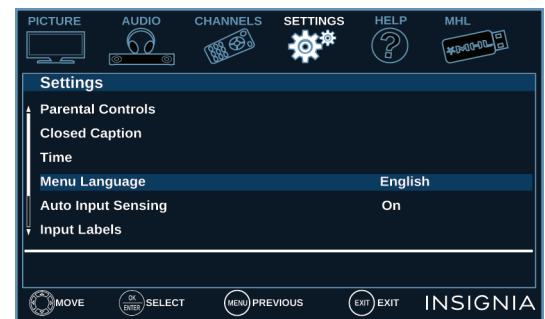 PICTURE AUDIO CHANNELS SETTINGS HELP MHL
?
MHL
Settings
Parental Controls
Closed Caption
Time
Menu Language English
Auto Input Sensing On
Input Labels
MOVE OK ENTER SELECT MENU PREVIOUS EXIT EXIT INSIGNIA